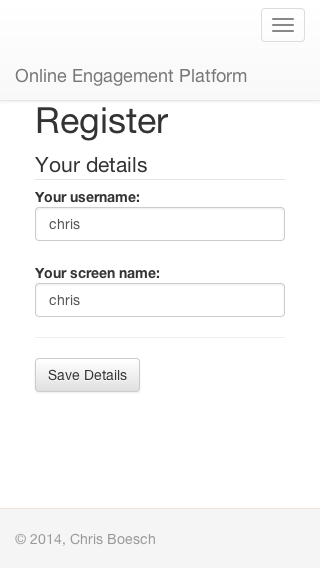 Online Engagement Platform
Register
Your details
Your username:
chris
Your screen name:
chris
Save Details
© 2014, Chris Boesch